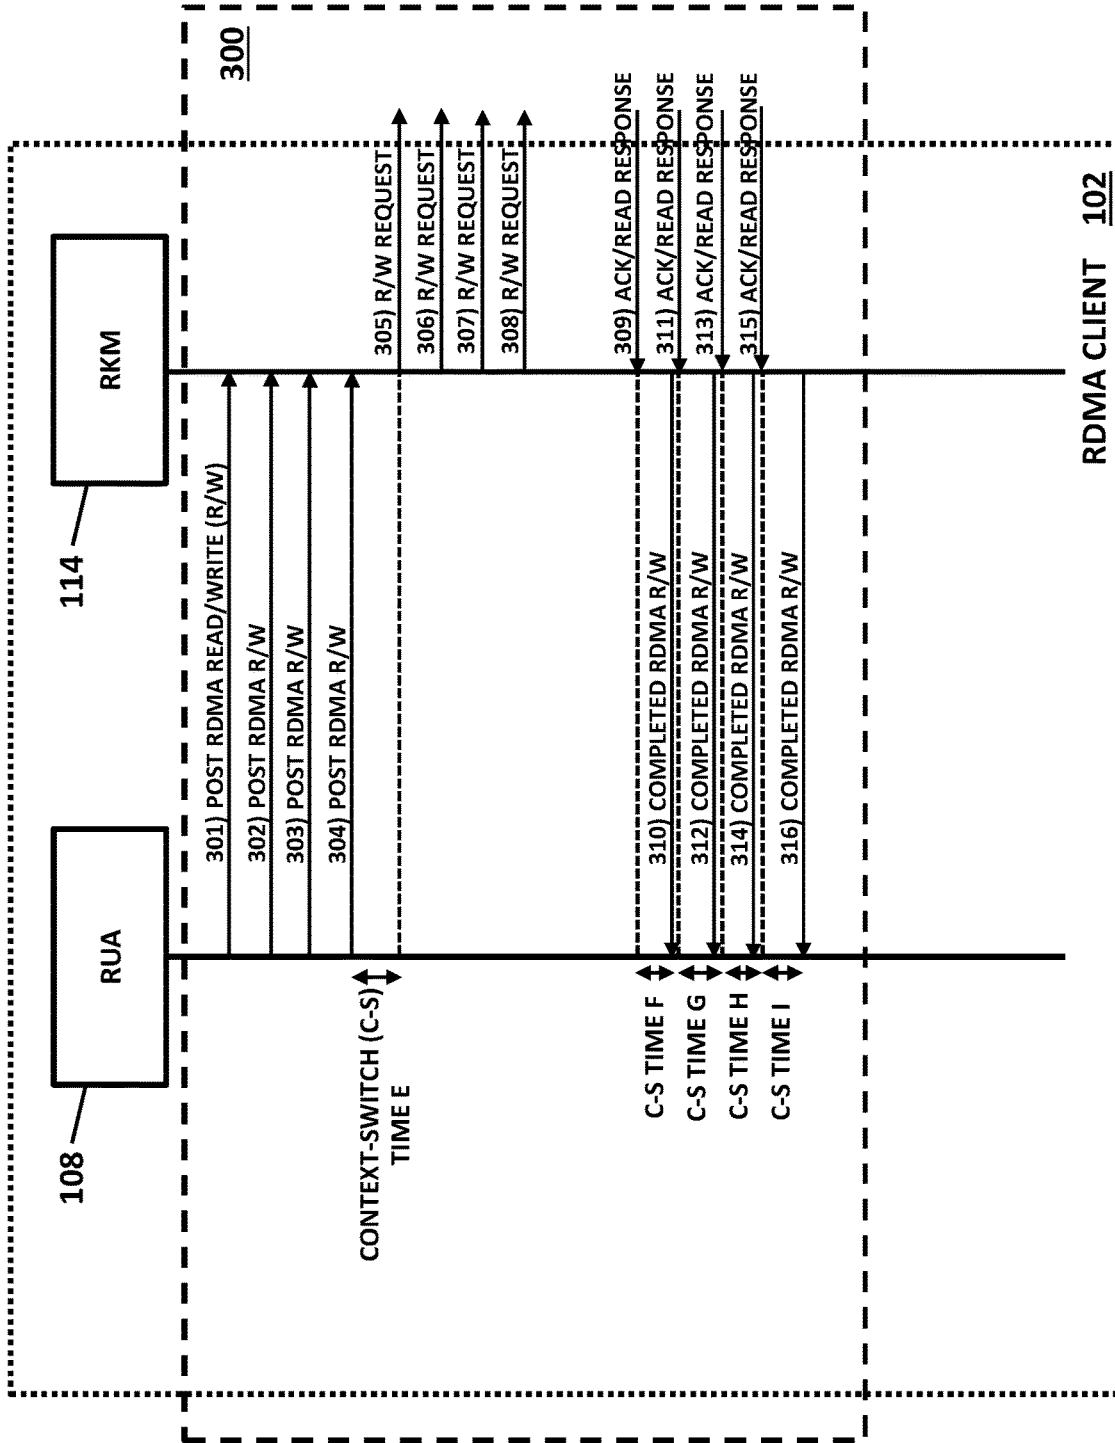 108
RUA
114
RKM
300
301) POST RDMA READ/WRITE (R/W)
302) POST RDMA R/W
303) POST RDMA R/W
304) POST RDMA R/W
CONTEXT-SWITCH (C-S)
TIME E
305) R/W REQUEST
306) R/W REQUEST
307) R/W REQUEST
308) R/W REQUEST
309) ACK/READ RESPONSE
C-S TIME F
310) COMPLETED RDMA R/W
311) ACK/READ RESPONSE
C-S TIME G
312) COMPLETED RDMA R/W
313) ACK/READ RESPONSE
C-S TIME H
314) COMPLETED RDMA R/W
315) ACK/READ RESPONSE
C-S TIME I
316) COMPLETED RDMA R/W
RDMA CLIENT 102